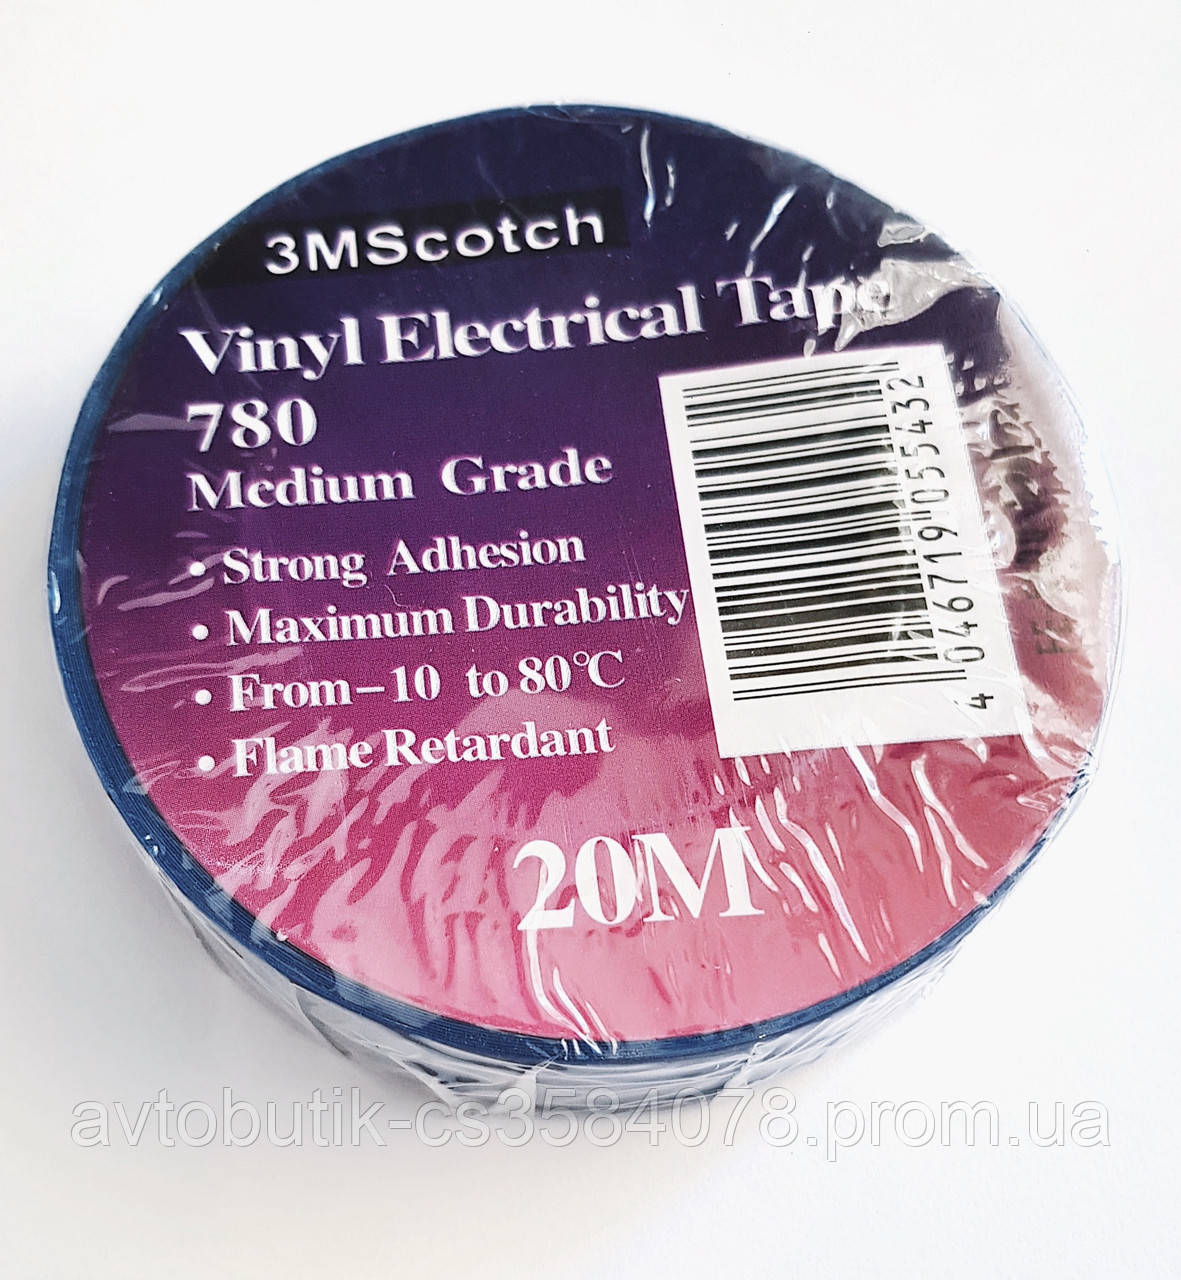 3MScotch
Vinyl Electrical Tape
780
Medium Grade
• Strong Adhesion
• Maximum Durability
• From-10 to 80°C
• Flame Retardant
20M
4 046719 055432
avtobutik-cs3584078.prom.ua